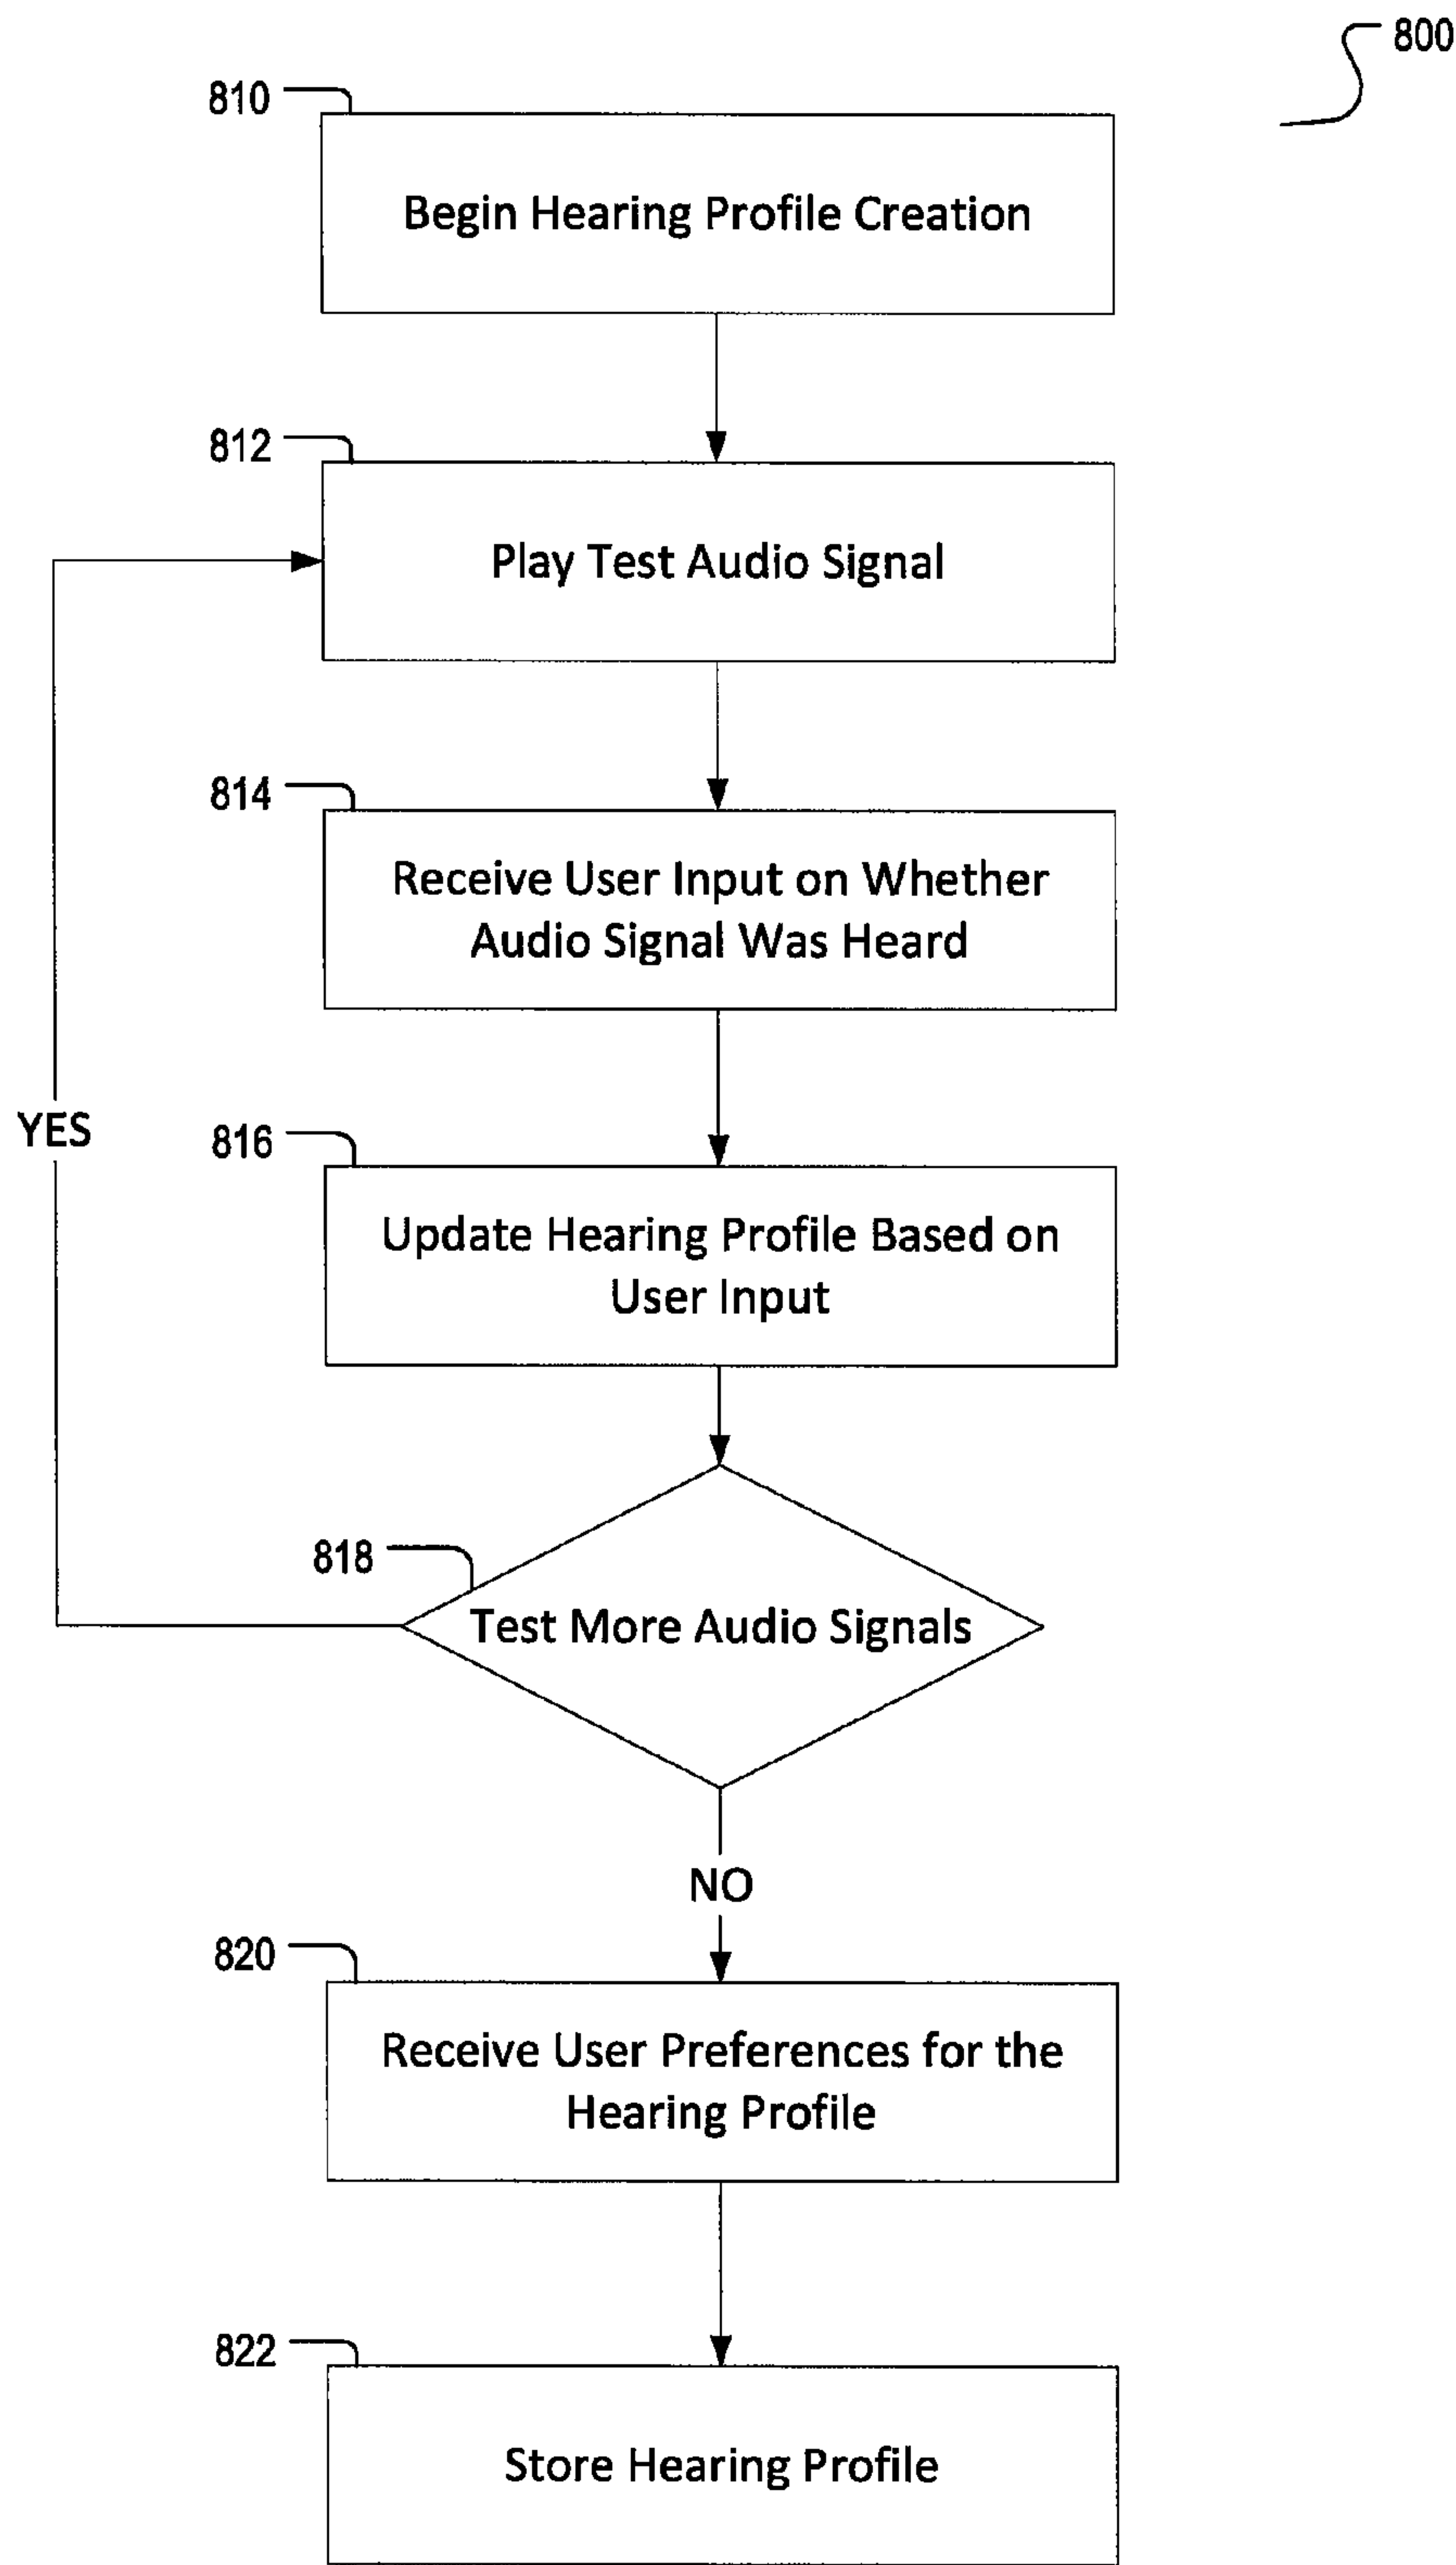 800
810
Begin Hearing Profile Creation
812
Play Test Audio Signal
814
Receive User Input on Whether
Audio Signal Was Heard
YES
816
Update Hearing Profile Based on
User Input
818
Test More Audio Signals
NO
820
Receive User Preferences for the
Hearing Profile
822
Store Hearing Profile